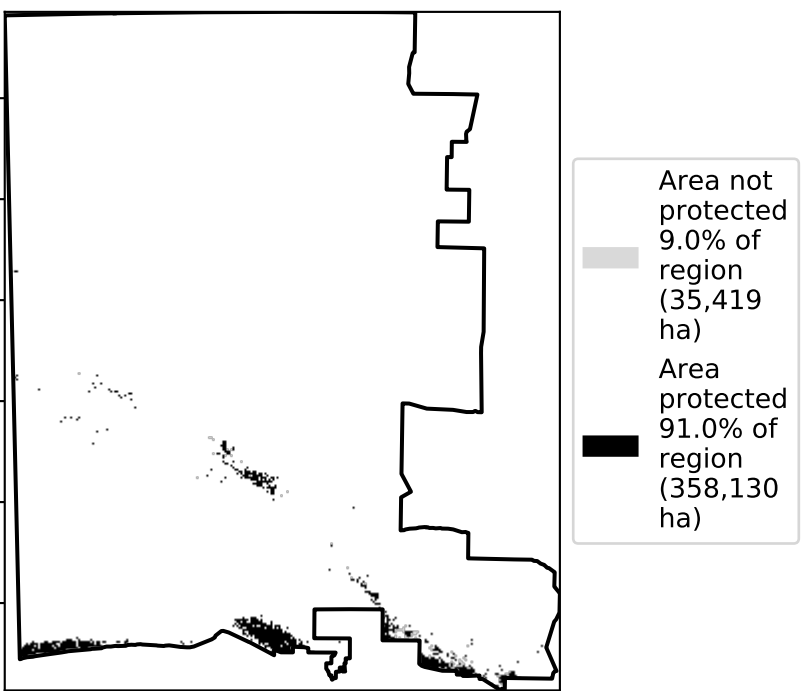 Area not
protected
9.0% of
region
(35,419
ha)
Area
protected
91.0% of
region
(358,130
ha)